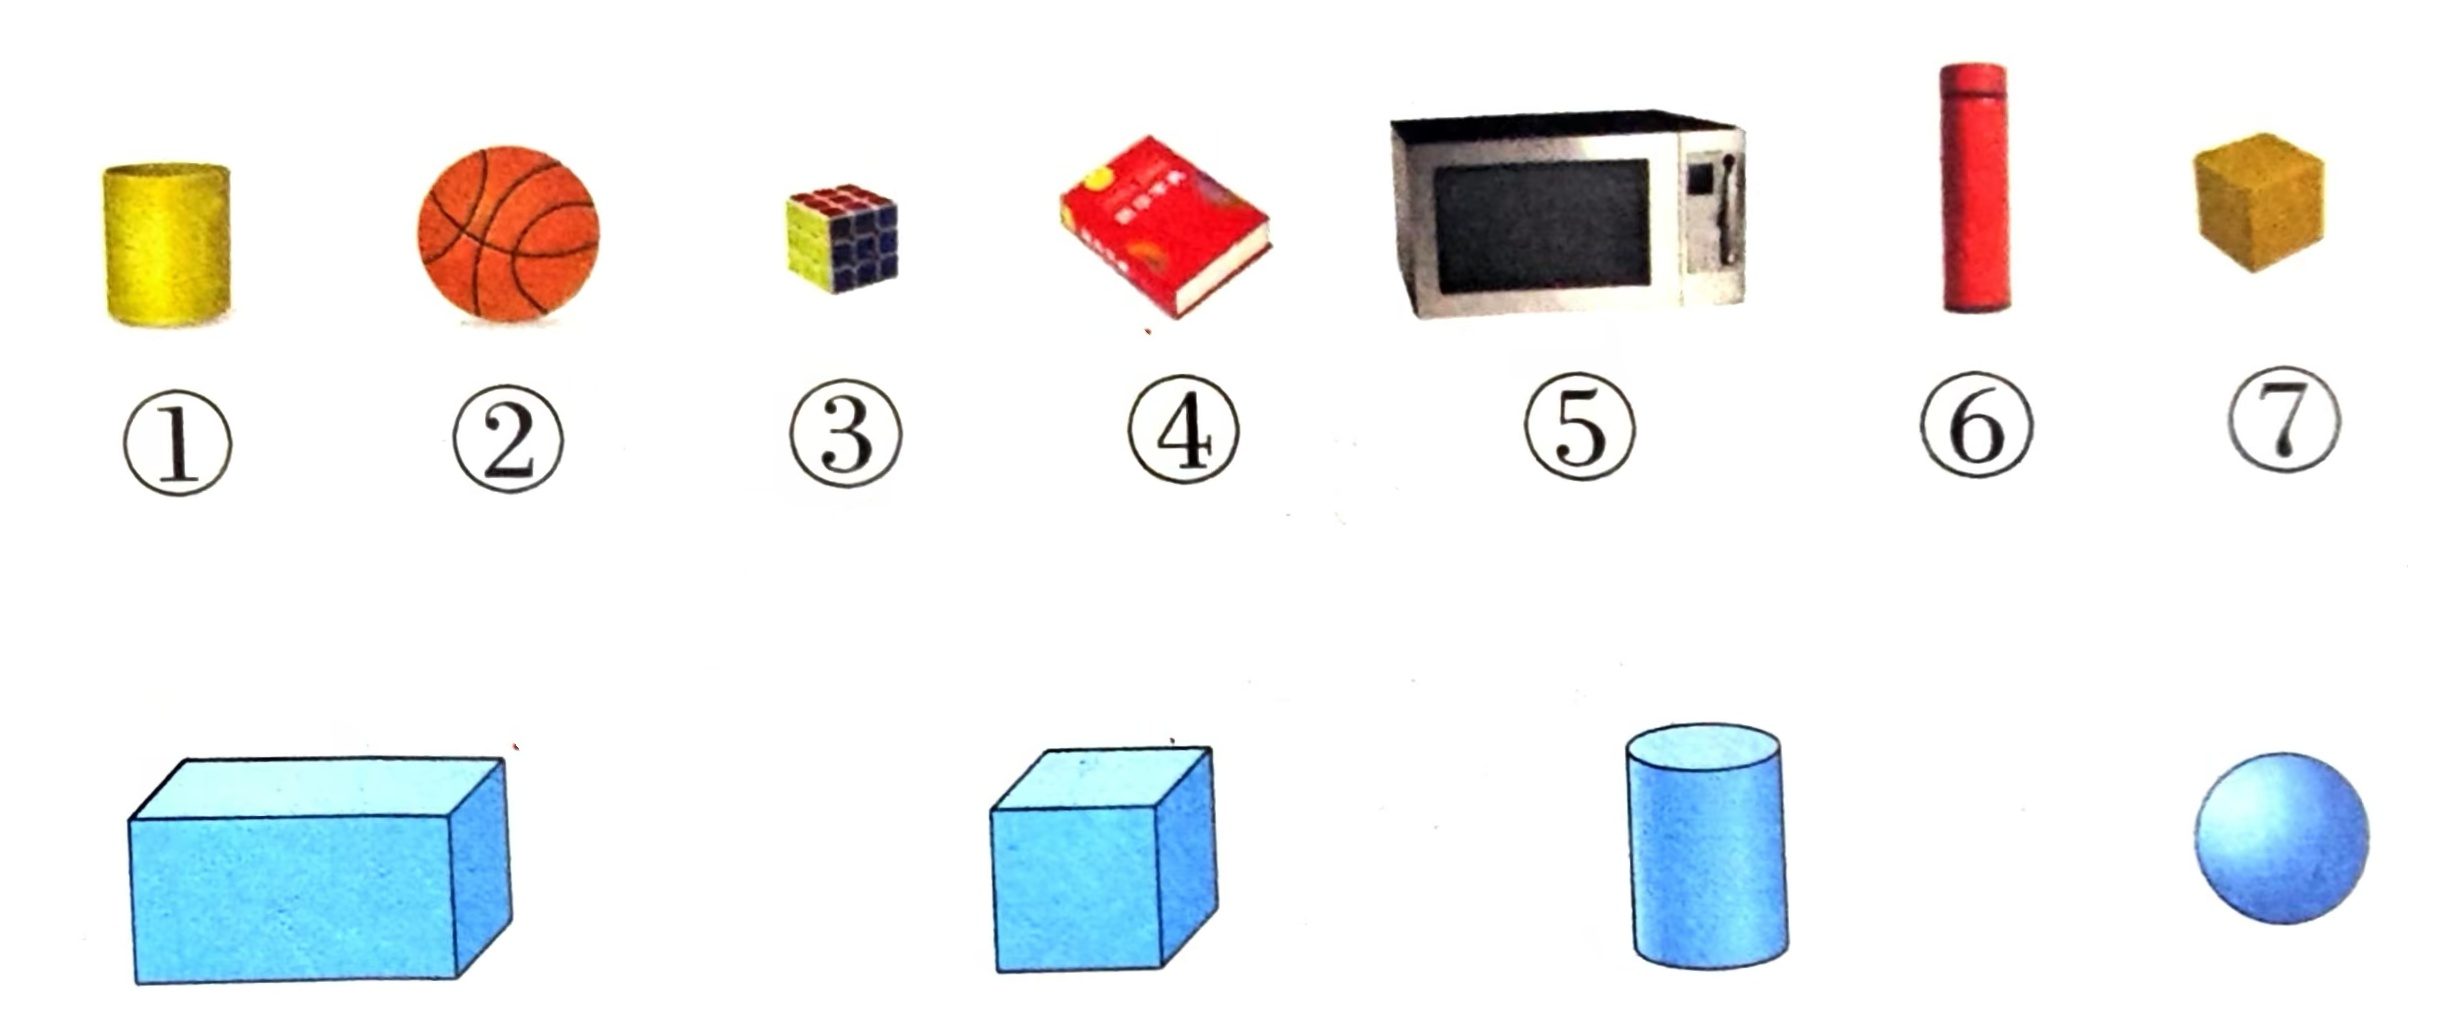 ① ② ③ ④ ⑤ ⑥ ⑦